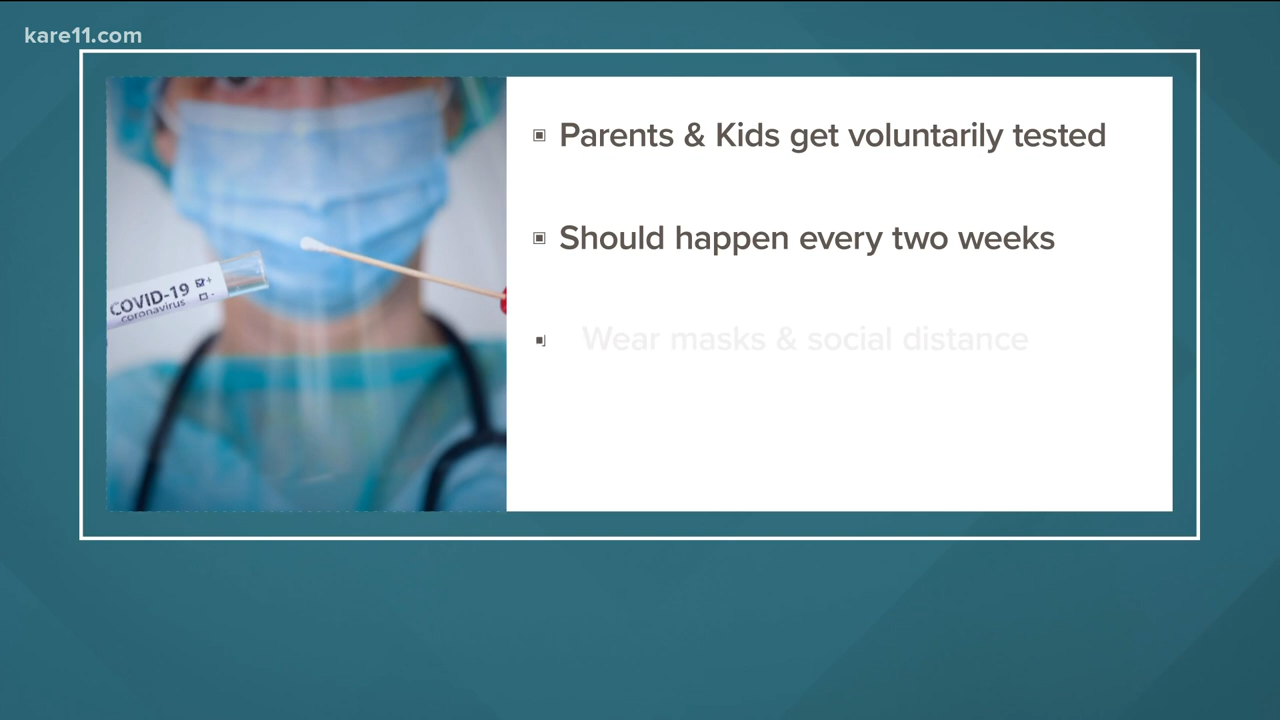 kare11.com
Parents & Kids get voluntarily tested
Should happen every two weeks
Wear masks & social distance
COVID-19
coronavirus
+
-